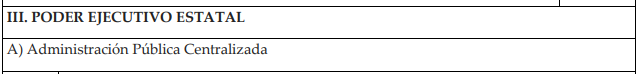 III. PODER EJECUTIVO ESTATAL
A) Administración Pública Centralizada